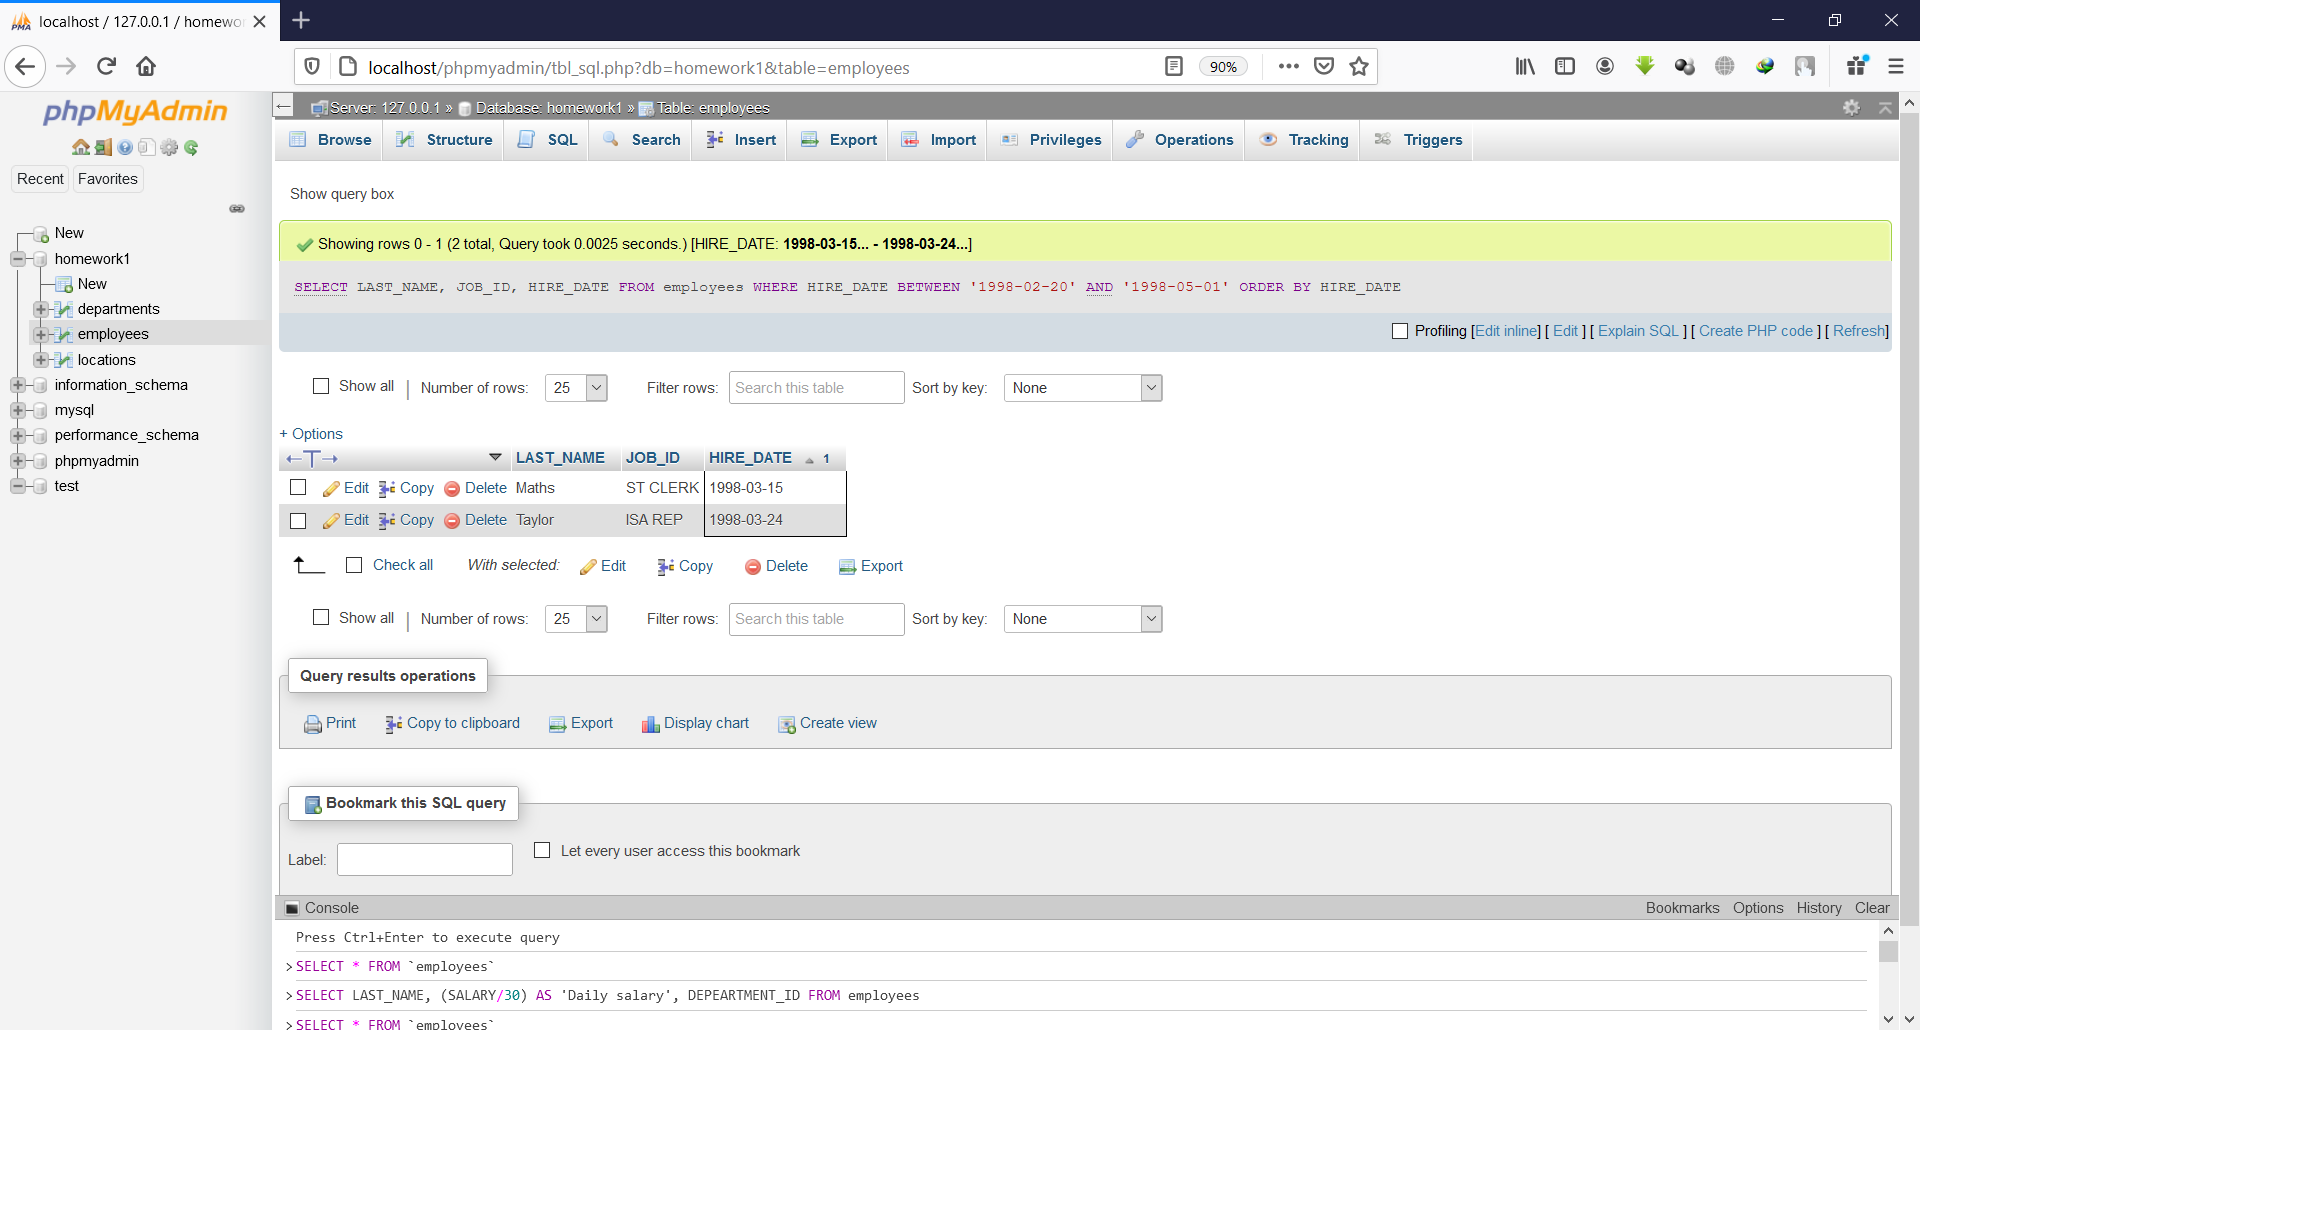 localhost / 127.0.0.1 / homewo
localhost/phpmyadmin/tbl_sql.php?db=homework1&table=employees
90%
phpMyAdmin
Recent
Favorites
New
homework1
New
departments
employees
locations
information_schema
mysql
performance_schema
phpmyadmin
test
Server: 127.0.0.1 » Database: homework1 » Table: employees
Browse Structure SQL Search Insert Export Import Privileges Operations Tracking Triggers
Show query box
Showing rows 0 - 1 (2 total, Query took 0.0025 seconds.) [HIRE_DATE: 1998-03-15... - 1998-03-24...]
SELECT LAST_NAME, JOB_ID, HIRE_DATE FROM employees WHERE HIRE_DATE BETWEEN '1998-02-20' AND '1998-05-01' ORDER BY HIRE_DATE
Profiling [Edit inline] [ Edit ] [ Explain SQL ] [ Create PHP code ] [ Refresh]
Show all | Number of rows: 25 Filter rows: Search this table Sort by key: None
+ Options
LAST_NAME JOB_ID HIRE_DATE 1
Edit Copy Delete Maths ST CLERK 1998-03-15
Edit Copy Delete Taylor ISA REP 1998-03-24
Check all With selected: Edit Copy Delete Export
Show all | Number of rows: 25 Filter rows: Search this table Sort by key: None
Query results operations
Print Copy to clipboard Export Display chart Create view
Bookmark this SQL query
Label: Let every user access this bookmark
Console Bookmarks Options History Clear
Press Ctrl+Enter to execute query
>SELECT * FROM `employees`
>SELECT LAST_NAME, (SALARY/30) AS 'Daily salary', DEPEARTMENT_ID FROM employees
>SELECT * FROM `employees`